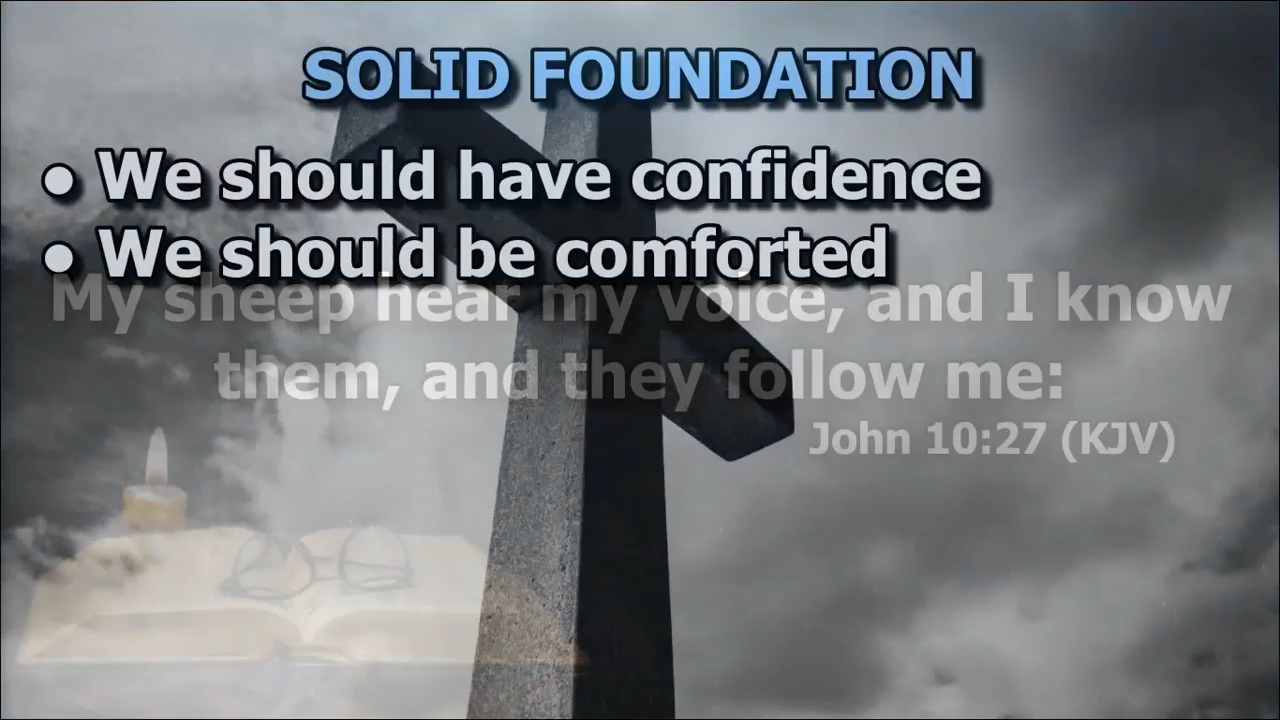 SOLID FOUNDATION
• We should have confidence
• We should be comforted
My sheep hear my voice, and I know
them, and they follow me:
John 10:27 (KJV)